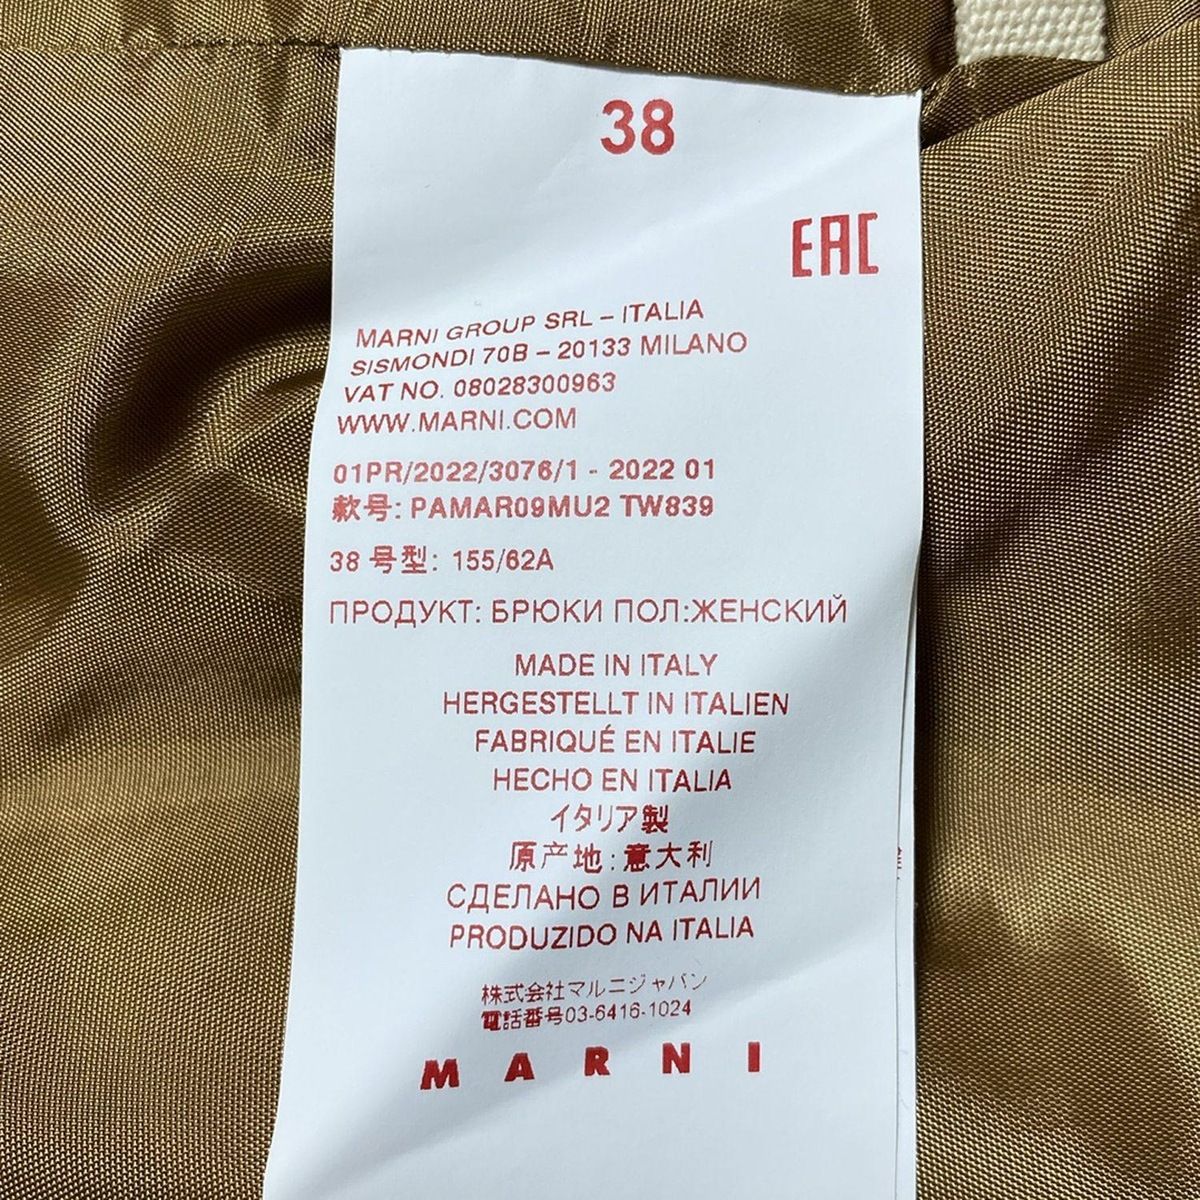 38
EAC
MARNI GROUP SRL – ITALIA
SISMONDI 70B – 20133 MILANO
VAT NO. 08028300963
WWW.MARNI.COM
01PR/2022/3076/1 - 2022 01
款号: PAMAR09MU2 TW839
38 号型: 155/62A
ПРОДУКТ: БРЮКИ ПОЛ:ЖЕНСКИЙ
MADE IN ITALY
HERGESTELLT IN ITALIEN
FABRIQUÉ EN ITALIE
HECHO EN ITALIA
イタリア製
原产地:意大利
СДЕЛАНО В ИТАЛИИ
PRODUZIDO NA ITALIA
株式会社マルニジャパン
電話番号03-6416-1024
MARNI